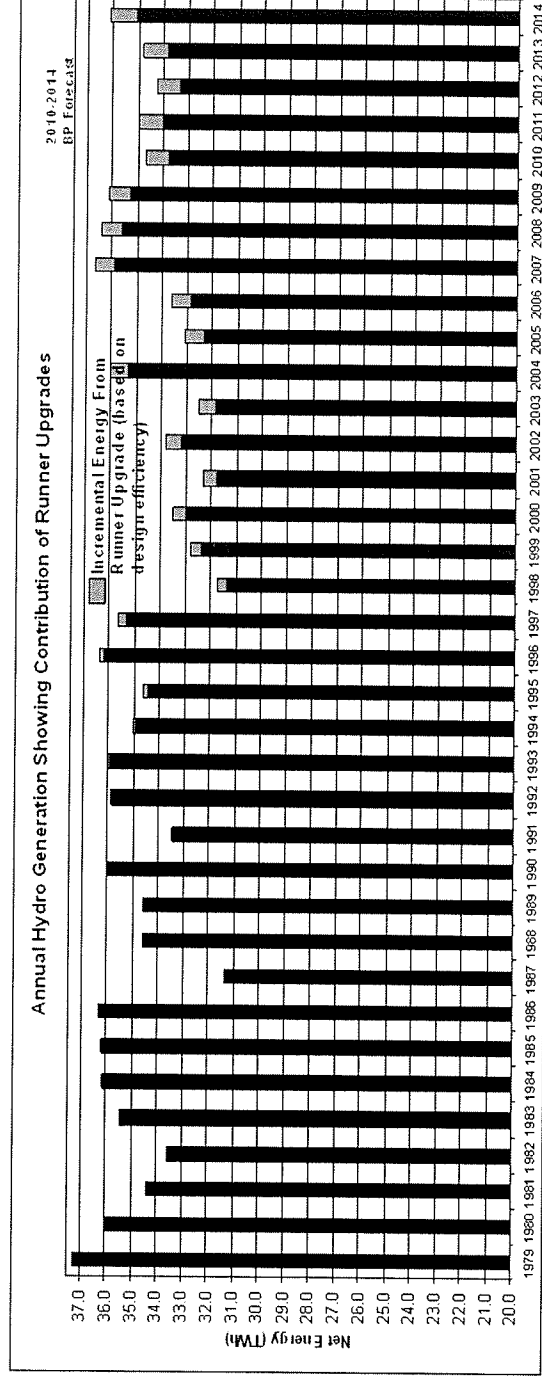 Annual Hydro Generation Showing Contribution of Runner Upgrades
2010-2014
BP Forecast
Incremental Energy From
Runner Upgrade (based on
design efficiency)
Net Energy (TWh)
37.0
36.0
35.0
34.0
33.0
32.0
31.0
30.0
29.0
28.0
27.0
26.0
25.0
24.0
23.0
22.0
21.0
20.0
1979 1980 1981 1982 1983 1984 1985 1986 1987 1988 1989 1990 1991 1992 1993 1994 1995 1996 1997 1998 1999 2000 2001 2002 2003 2004 2005 2006 2007 2008 2009 2010 2011 2012 2013 2014